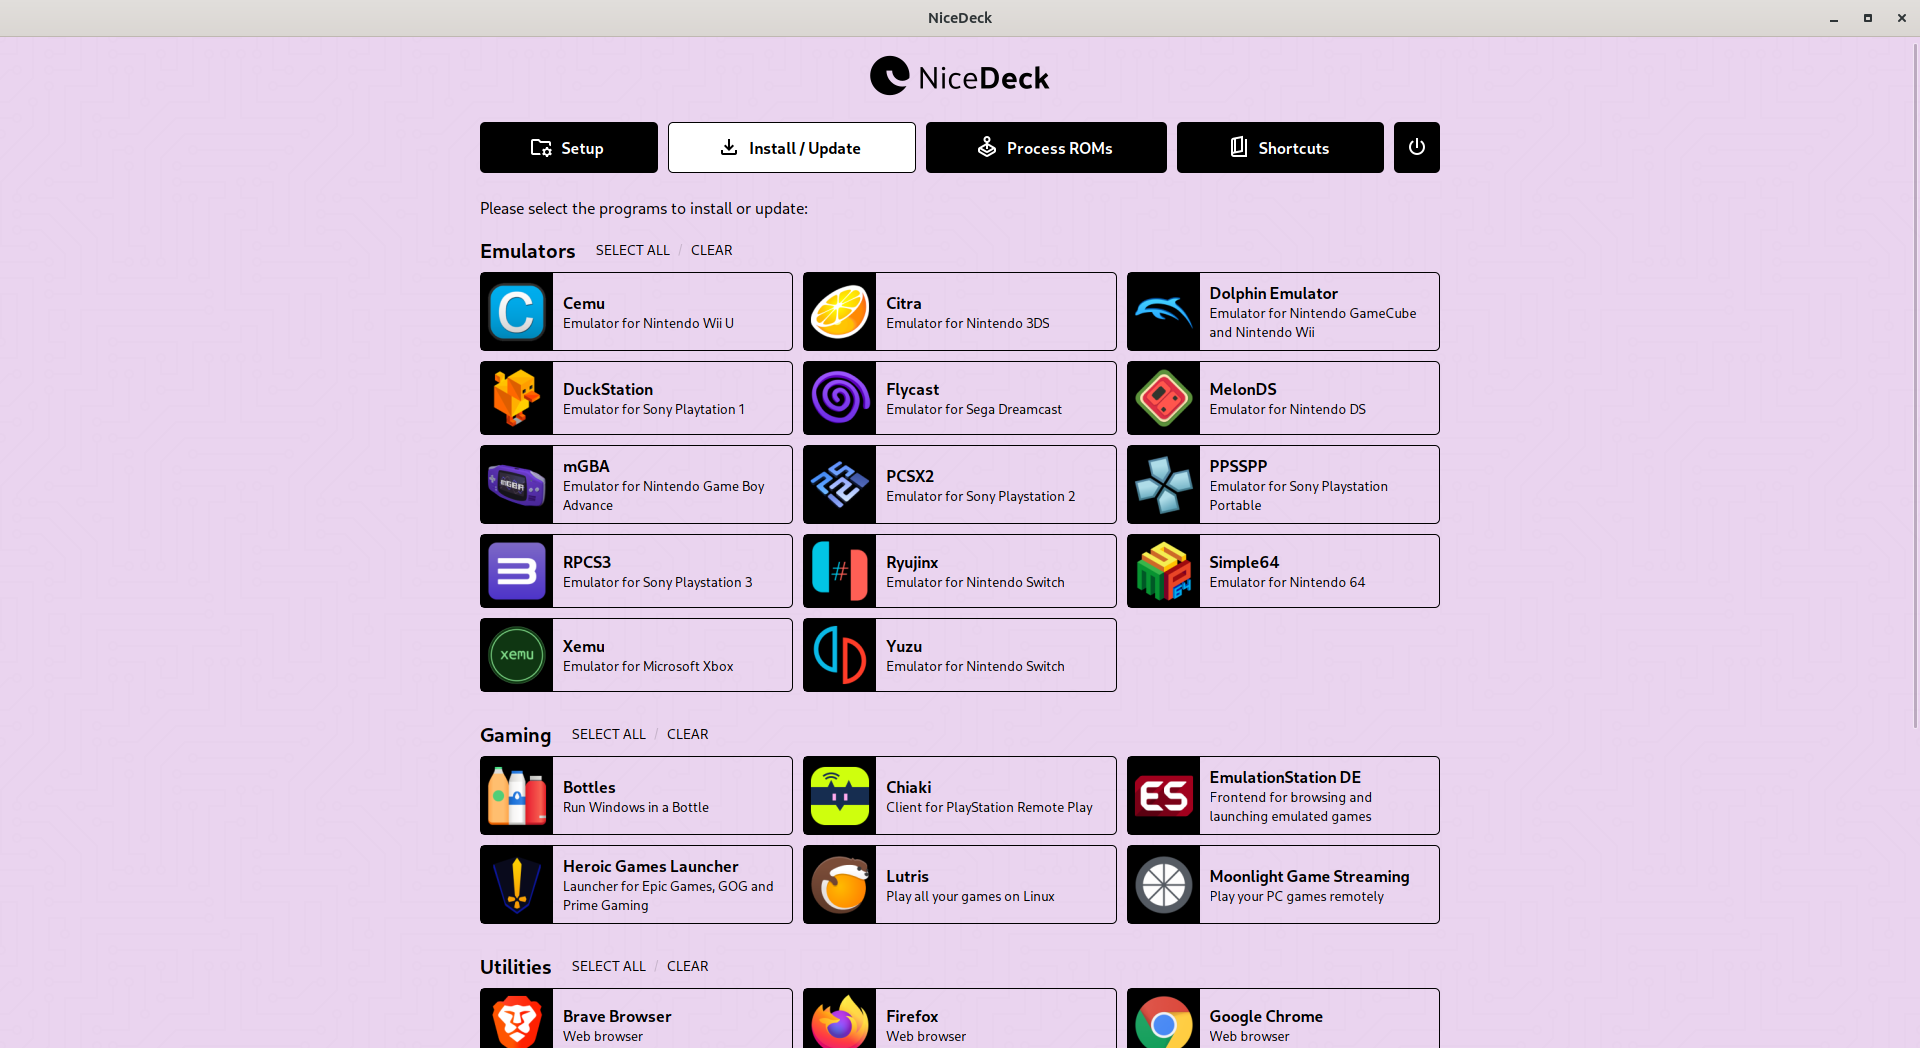 NiceDeck
NiceDeck
Setup
Install / Update
Process ROMs
Shortcuts
Please select the programs to install or update:
Emulators SELECT ALL / CLEAR
Cemu
Emulator for Nintendo Wii U
Citra
Emulator for Nintendo 3DS
Dolphin Emulator
Emulator for Nintendo GameCube
and Nintendo Wii
DuckStation
Emulator for Sony Playtation 1
Flycast
Emulator for Sega Dreamcast
MelonDS
Emulator for Nintendo DS
mGBA
mGBA
Emulator for Nintendo Game Boy
Advance
PCSX2
Emulator for Sony Playstation 2
PPSSPP
Emulator for Sony Playstation
Portable
RPCS3
Emulator for Sony Playstation 3
Ryujinx
Emulator for Nintendo Switch
Simple64
Emulator for Nintendo 64
xemu
Xemu
Emulator for Microsoft Xbox
Yuzu
Emulator for Nintendo Switch
Gaming SELECT ALL / CLEAR
Bottles
Run Windows in a Bottle
Chiaki
Client for PlayStation Remote Play
ES
EmulationStation DE
Frontend for browsing and
launching emulated games
Heroic Games Launcher
Launcher for Epic Games, GOG and
Prime Gaming
Lutris
Play all your games on Linux
Moonlight Game Streaming
Play your PC games remotely
Utilities SELECT ALL / CLEAR
Brave Browser
Web browser
Firefox
Web browser
Google Chrome
Web browser